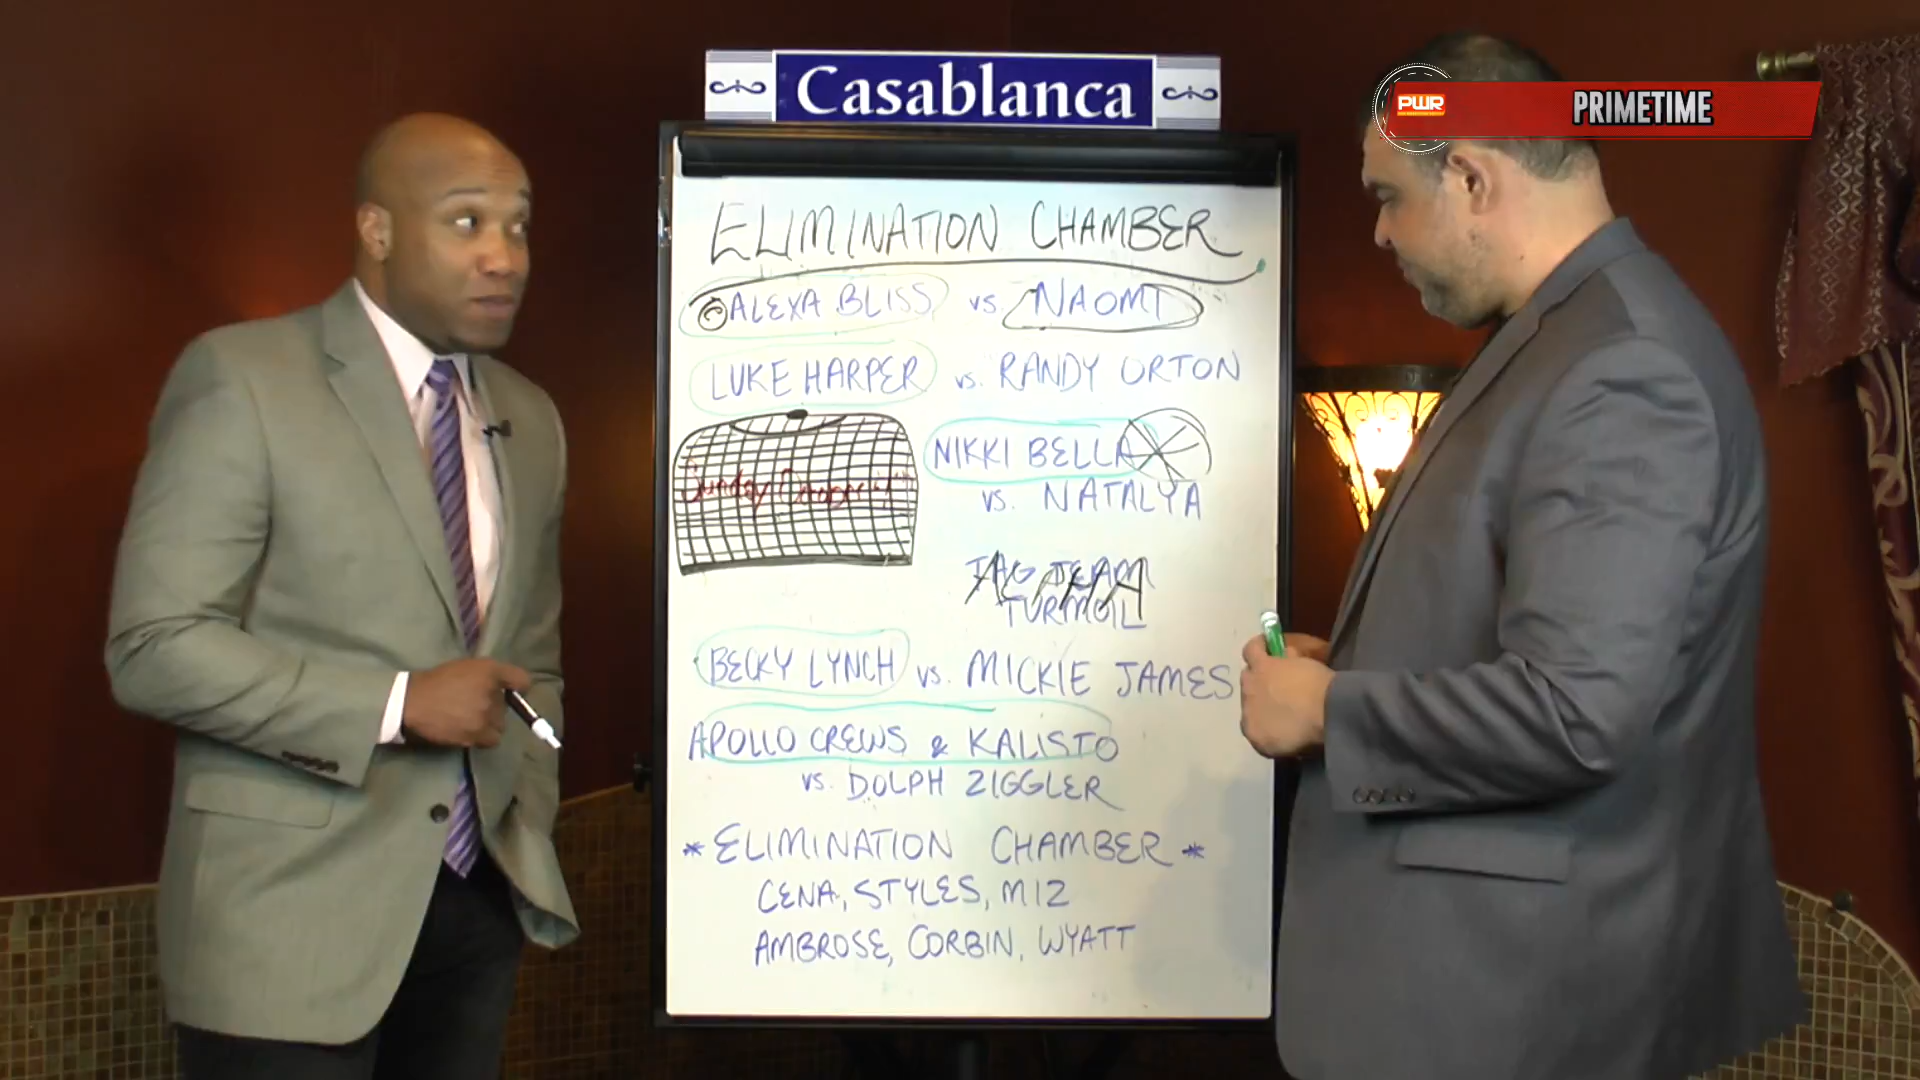 Casablanca
PWR
PRIMETIME
ELIMINATION CHAMBER
© ALEXA BLISS vs. NAOMI
LUKE HARPER vs. RANDY ORTON
Sunday
NIKKI BELLA
vs. NATALYA
TAG TEAM
TURMOIL
BECKY LYNCH vs. MICKIE JAMES
APOLLO CREWS & KALISTO
vs. DOLPH ZIGGLER
* ELIMINATION CHAMBER *
CENA, STYLES, MIZ
AMBROSE, CORBIN, WYATT